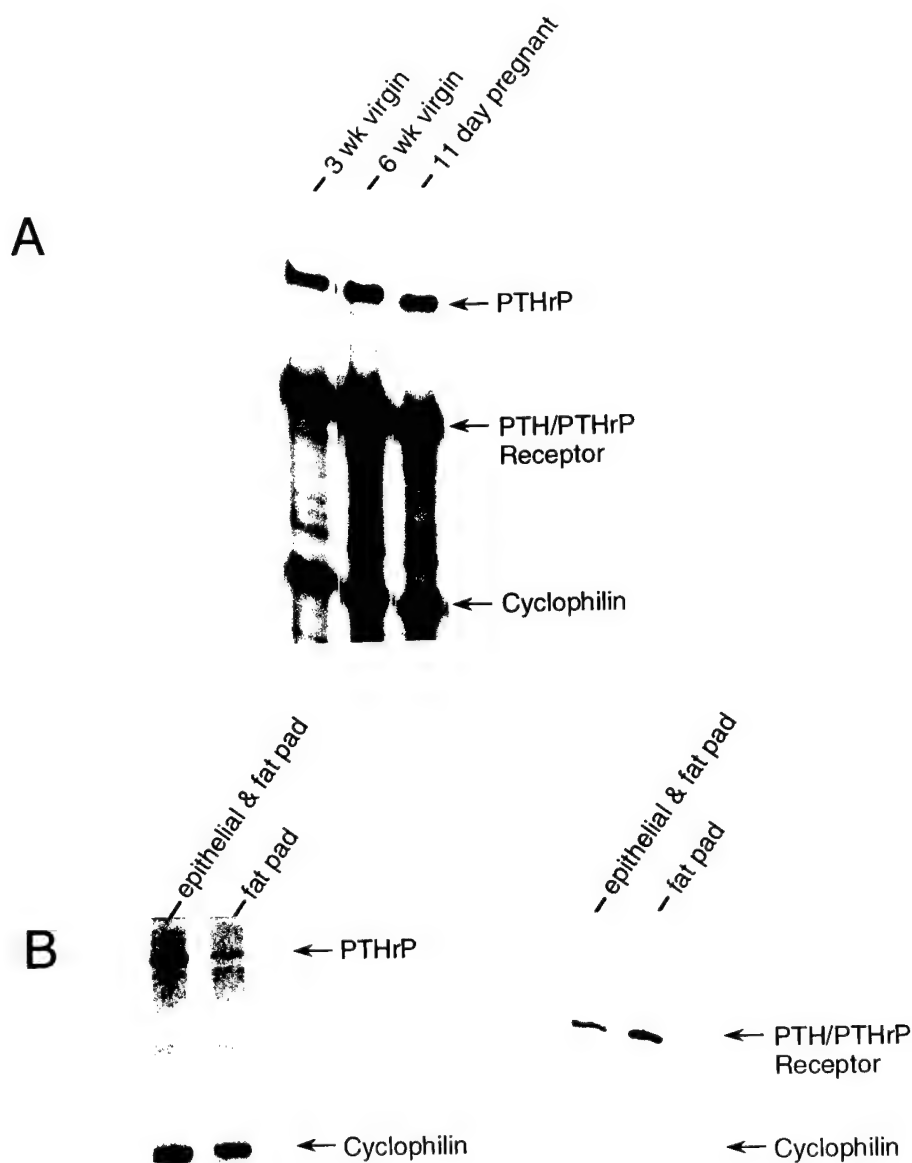 3 wk virgin
6 wk virgin
11 day pregnant
A
PTHrP
PTH/PTHrP
Receptor
Cyclophilin
epithelial & fat pad
fat pad
epithelial & fat pad
fat pad
B
PTHrP
PTH/PTHrP
Receptor
Cyclophilin
Cyclophilin